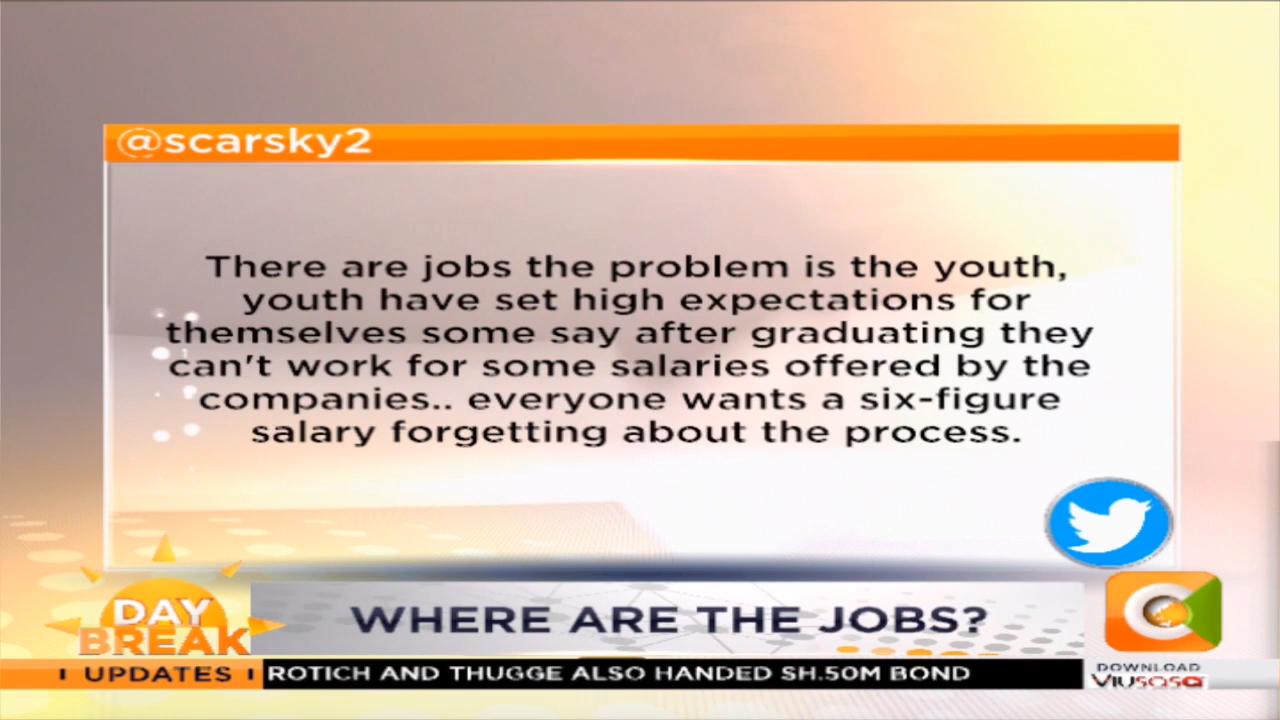 @scarsky2
There are jobs the problem is the youth,
youth have set high expectations for
themselves some say after graduating they
can't work for some salaries offered by the
companies.. everyone wants a six-figure
salary forgetting about the process.
DAY
BREAK
WHERE ARE THE JOBS?
UPDATES
ROTICH AND THUGGE ALSO HANDED SH.50M BOND
DOWNLOAD
VIUSASA